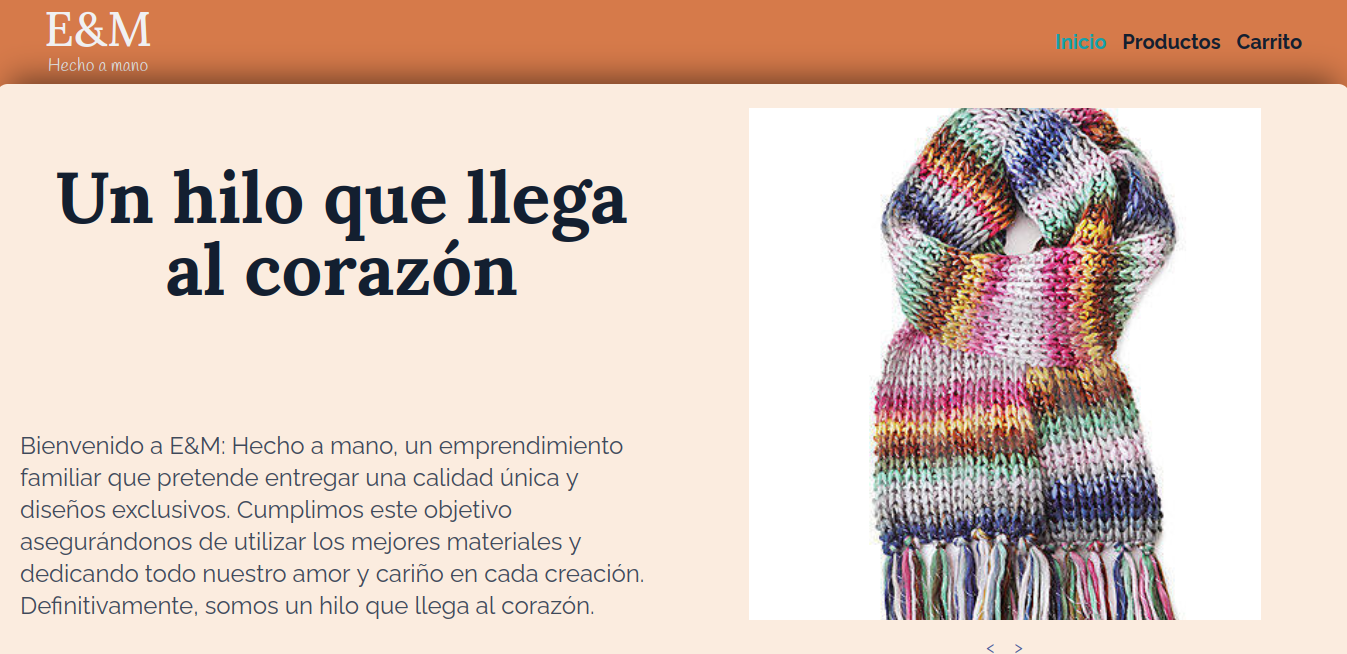 E&M
Hecho a mano
Inicio Productos Carrito
Un hilo que llega
al corazón
Bienvenido a E&M: Hecho a mano, un emprendimiento
familiar que pretende entregar una calidad única y
diseños exclusivos. Cumplimos este objetivo
asegurándonos de utilizar los mejores materiales y
dedicando todo nuestro amor y cariño en cada creación.
Definitivamente, somos un hilo que llega al corazón.
< >